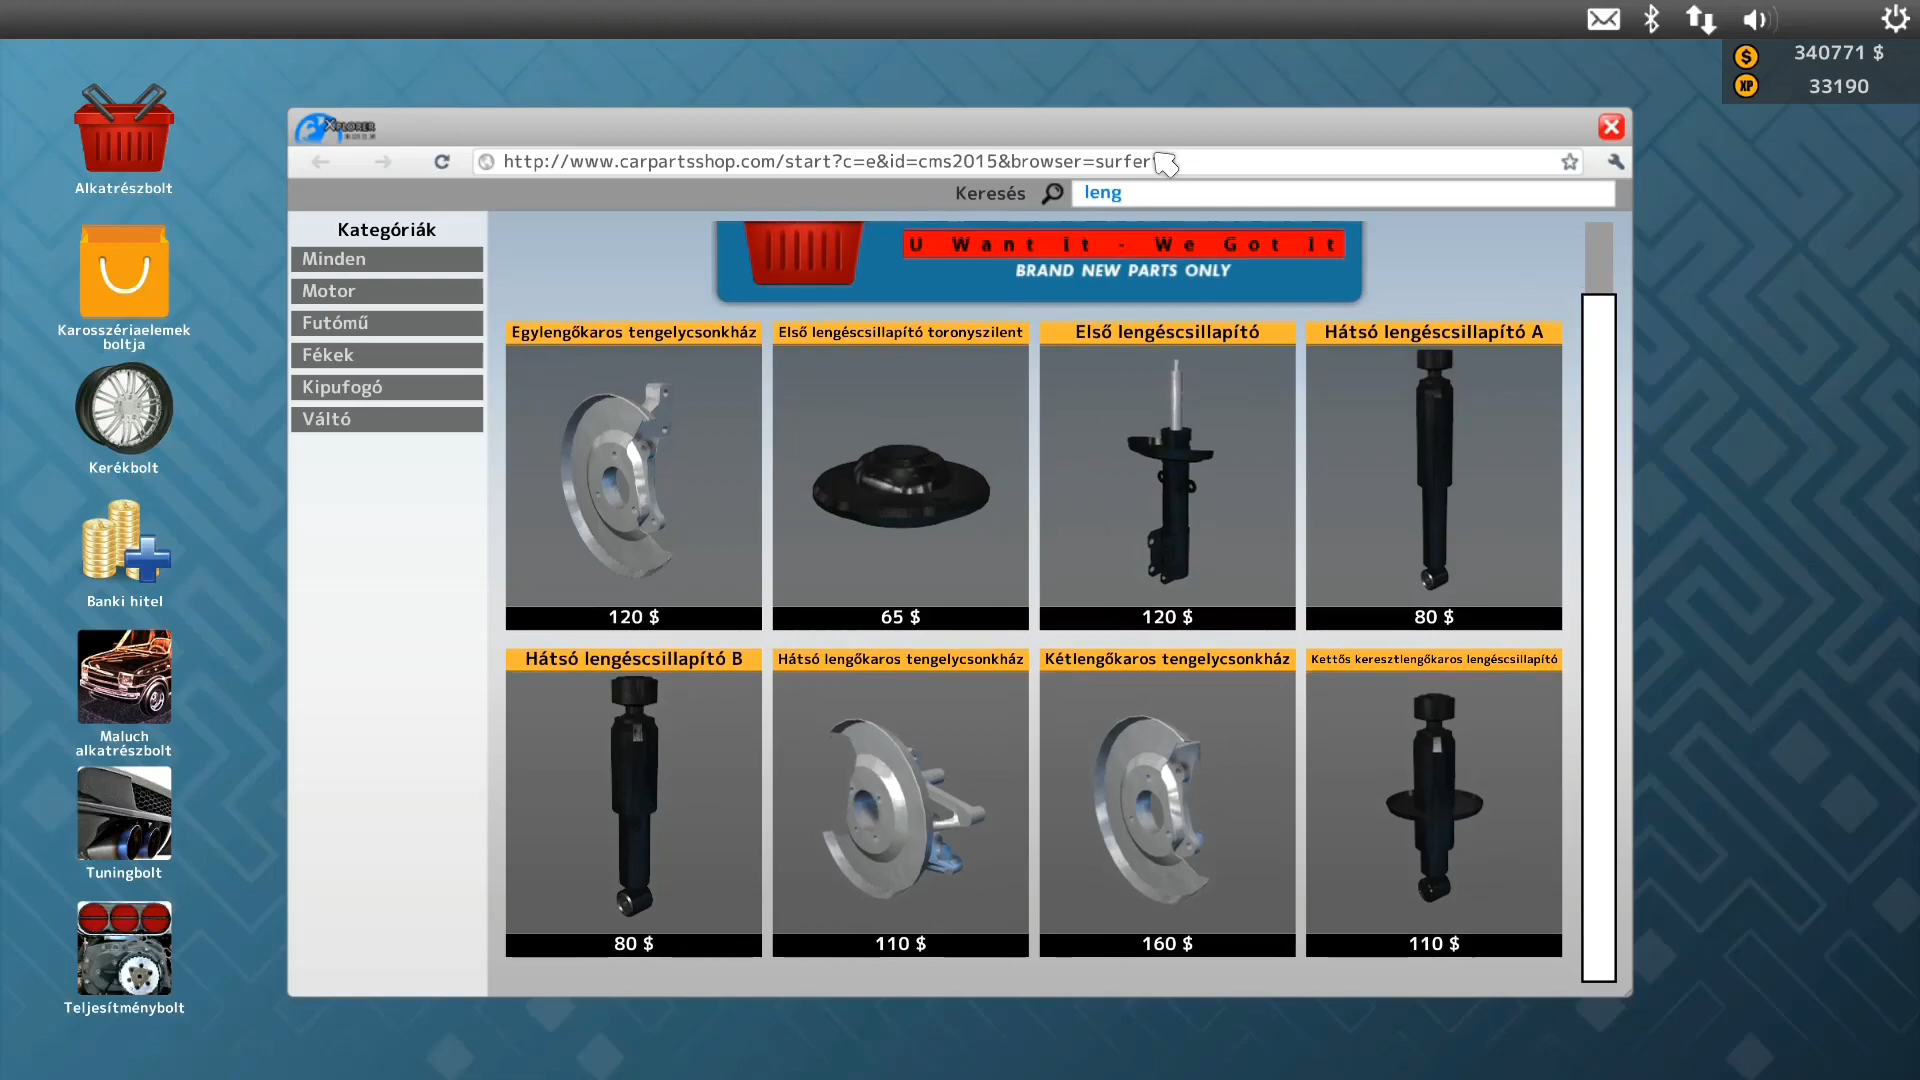 340771 $
33190
XP
Alkatrészbolt
Karosszériaelemek
boltja
Kerékbolt
Banki hitel
Maluch
alkatrészbolt
Tuningbolt
Teljesítménybolt
XPLORER
http://www.carpartsshop.com/start?c=e&id=cms2015&browser=surfer
Keresés leng
Kategóriák
Minden
Motor
Futómű
Fékek
Kipufogó
Váltó
U Want It - We Got It
BRAND NEW PARTS ONLY
Egylengőkaros tengelycsonkház
120 $
Első lengéscsillapító toronyszilent
65 $
Első lengéscsillapító
120 $
Hátsó lengéscsillapító A
80 $
Hátsó lengéscsillapító B
80 $
Hátsó lengőkaros tengelycsonkház
110 $
Kétlengőkaros tengelycsonkház
160 $
Kettős keresztlengőkaros lengéscsillapító
110 $